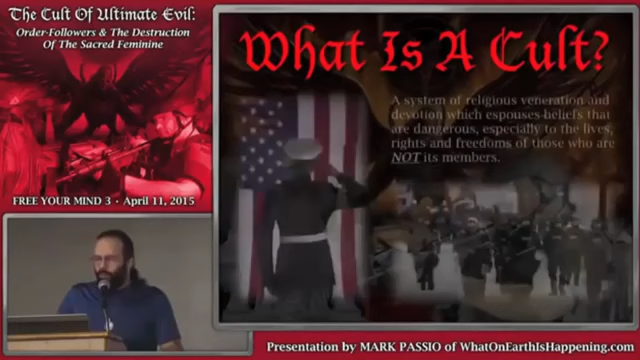 The Cult Of Ultimate Evil:
Order-Followers & The Destruction
Of The Sacred Feminine
FREE YOUR MIND 3 • April 11, 2015
What Is A Cult?
A system of religious veneration and
devotion which espouses beliefs that
are dangerous, especially to the lives,
rights and freedoms of those who are
NOT its members.
Presentation by MARK PASSIO of WhatOnEarthIsHappening.com